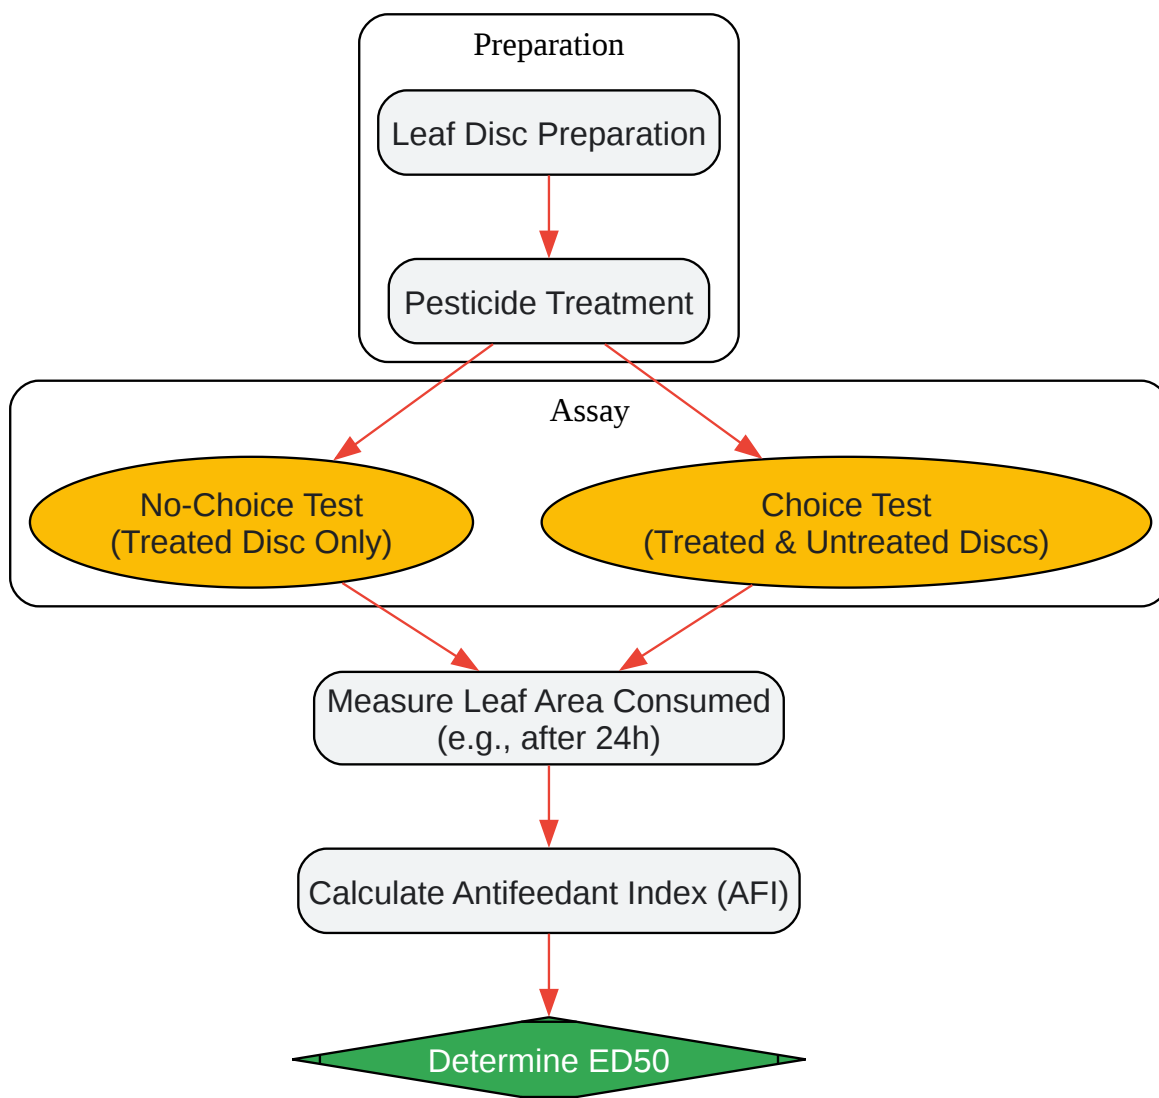 Preparation
Leaf Disc Preparation
Pesticide Treatment
Assay
No-Choice Test
(Treated Disc Only)
Choice Test
(Treated & Untreated Discs)
Measure Leaf Area Consumed
(e.g., after 24h)
Calculate Antifeedant Index (AFI)
Determine ED50